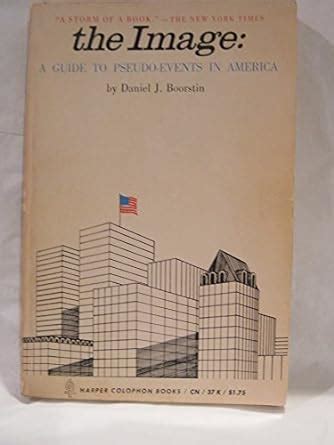 "A STORM OF A BOOK." —THE NEW YORK TIMES
the Image:
A GUIDE TO PSEUDO-EVENTS IN AMERICA
by Daniel J. Boorstin
HARPER COLOPHON BOOKS / CN / 37 K / $1.75